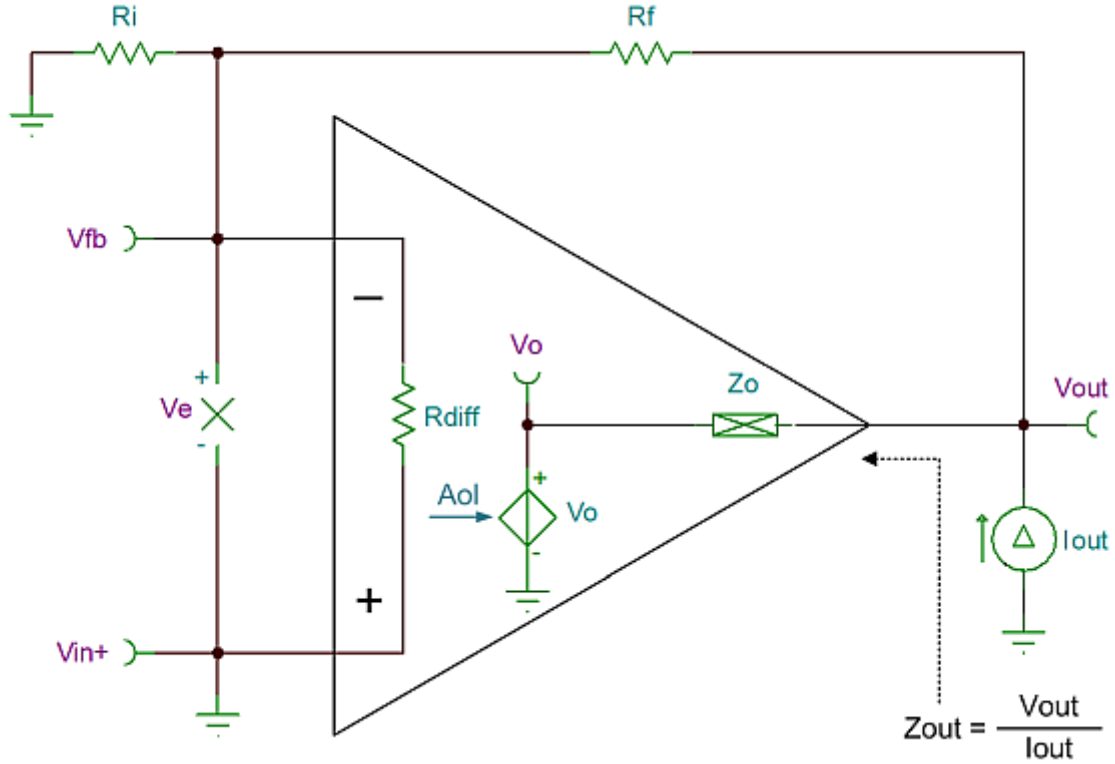 Ri
Rf
Vfb
−
Vo
Zo
Vout
+
Ve
-
Rdiff
Aol
+
Vo
-
Iout
+
Vin+
Zout = Vout
Iout